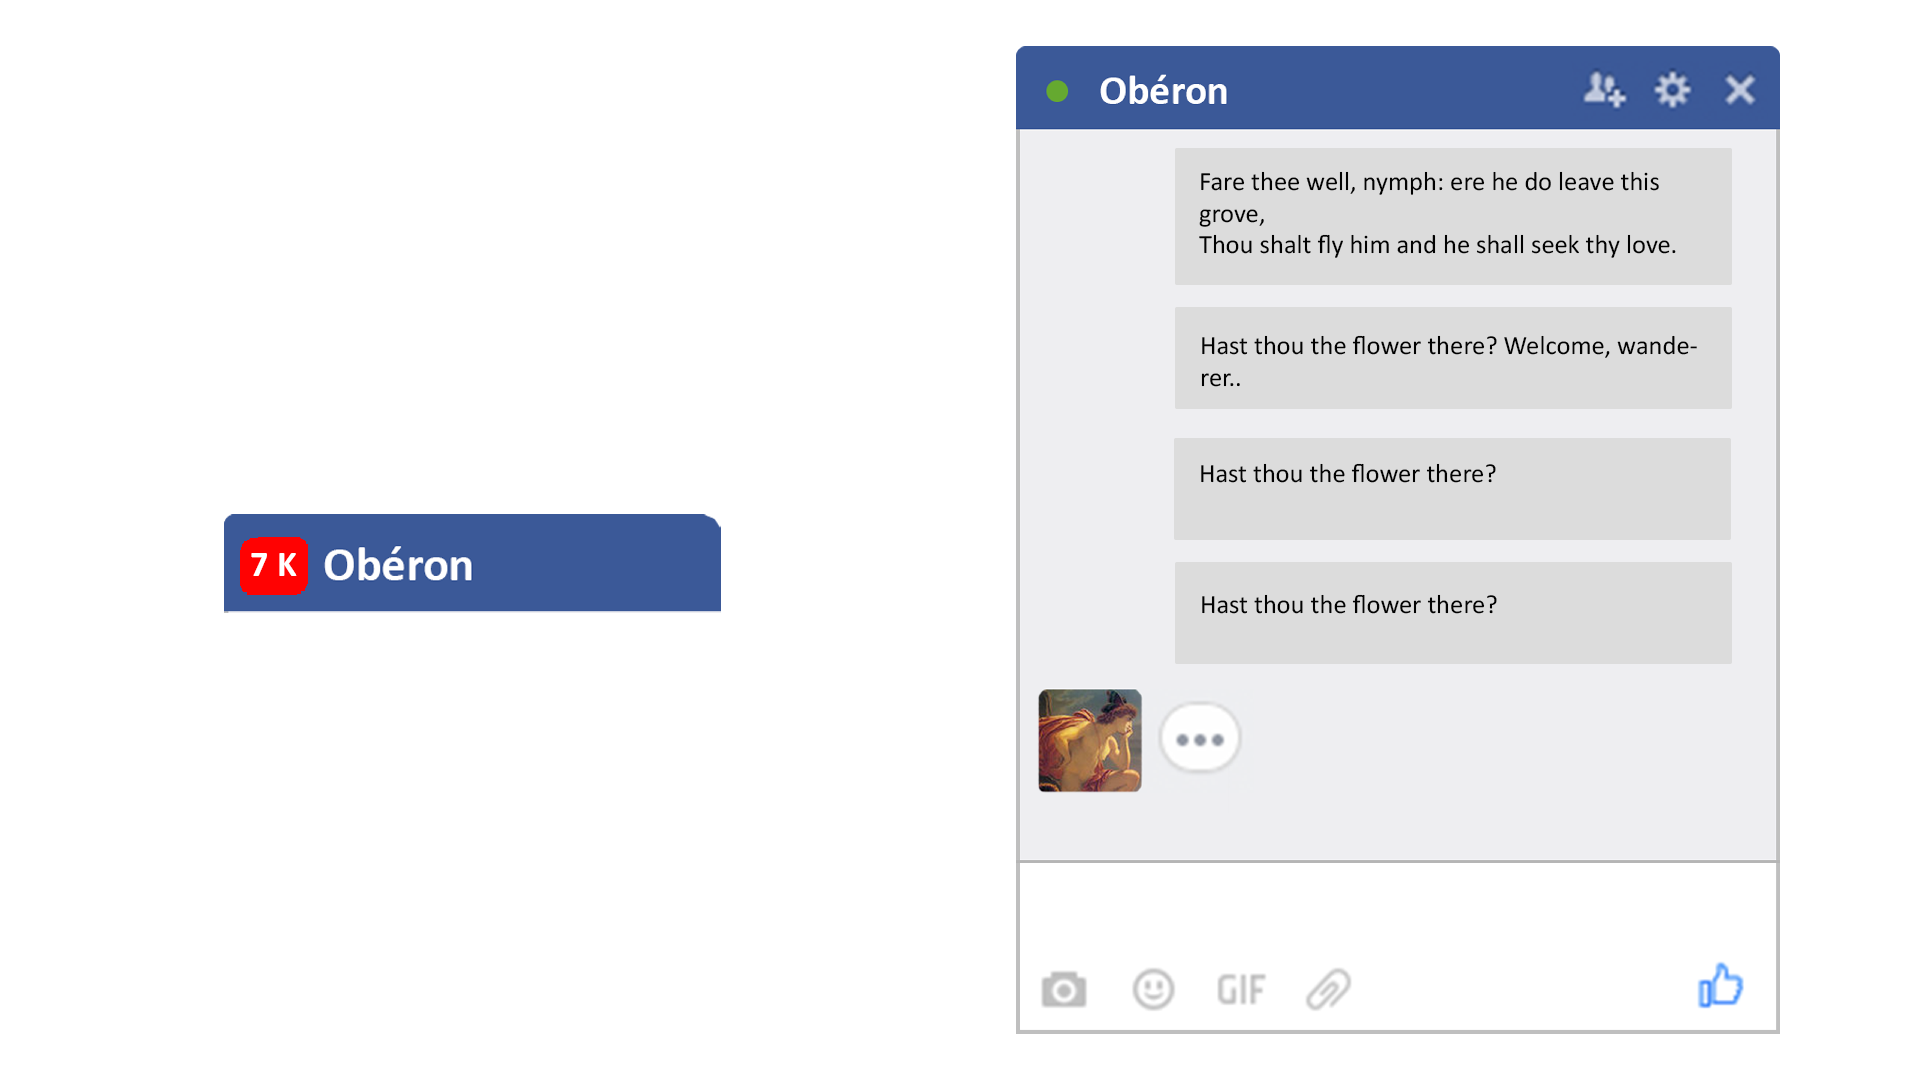 7 K Obéron
Obéron
Fare thee well, nymph: ere he do leave this
grove,
Thou shalt fly him and he shall seek thy love.
Hast thou the flower there? Welcome, wande-
rer..
Hast thou the flower there?
Hast thou the flower there?
GIF